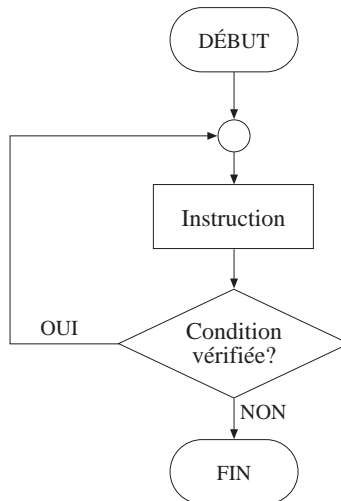 DÉBUT
Instruction
Condition
vérifiée?
OUI
NON
FIN